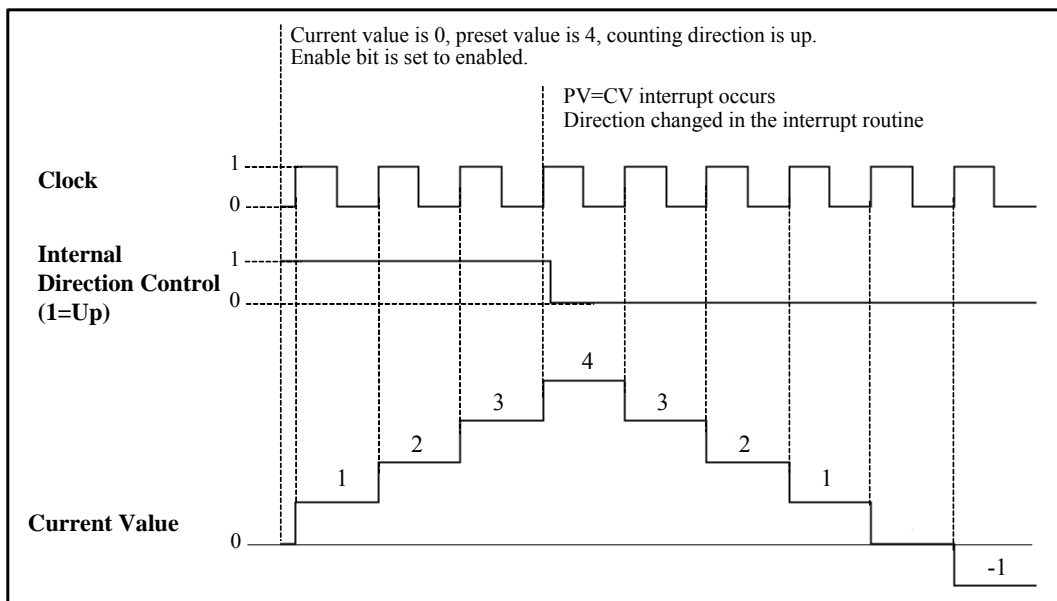 Current value is 0, preset value is 4, counting direction is up.
Enable bit is set to enabled.
PV=CV interrupt occurs
Direction changed in the interrupt routine
Clock
1
0
Internal
Direction Control
(1=Up)
1
0
4
3
3
2
2
1
1
Current Value
0
-1